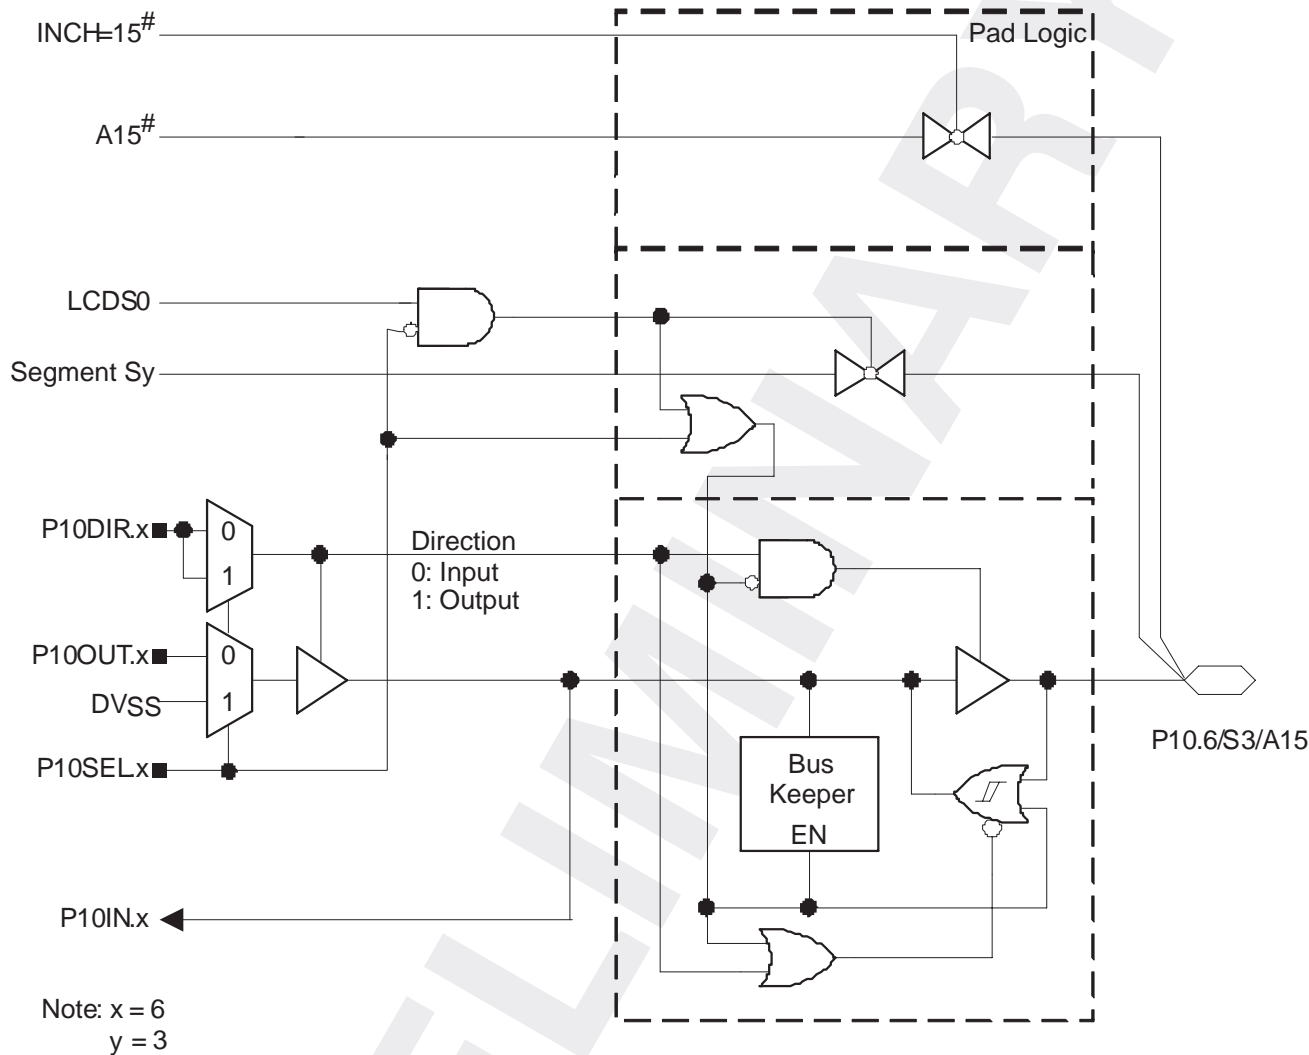 INCH=15#
Pad Logic
A15#
LCDS0
Segment Sy
P10DIR.x
0
1
Direction
0: Input
1: Output
P10OUT.x
0
DVSS
1
P10SEL.x
P10.6/S3/A15
Bus
Keeper
EN
P10IN.x
Note: x = 6
y = 3